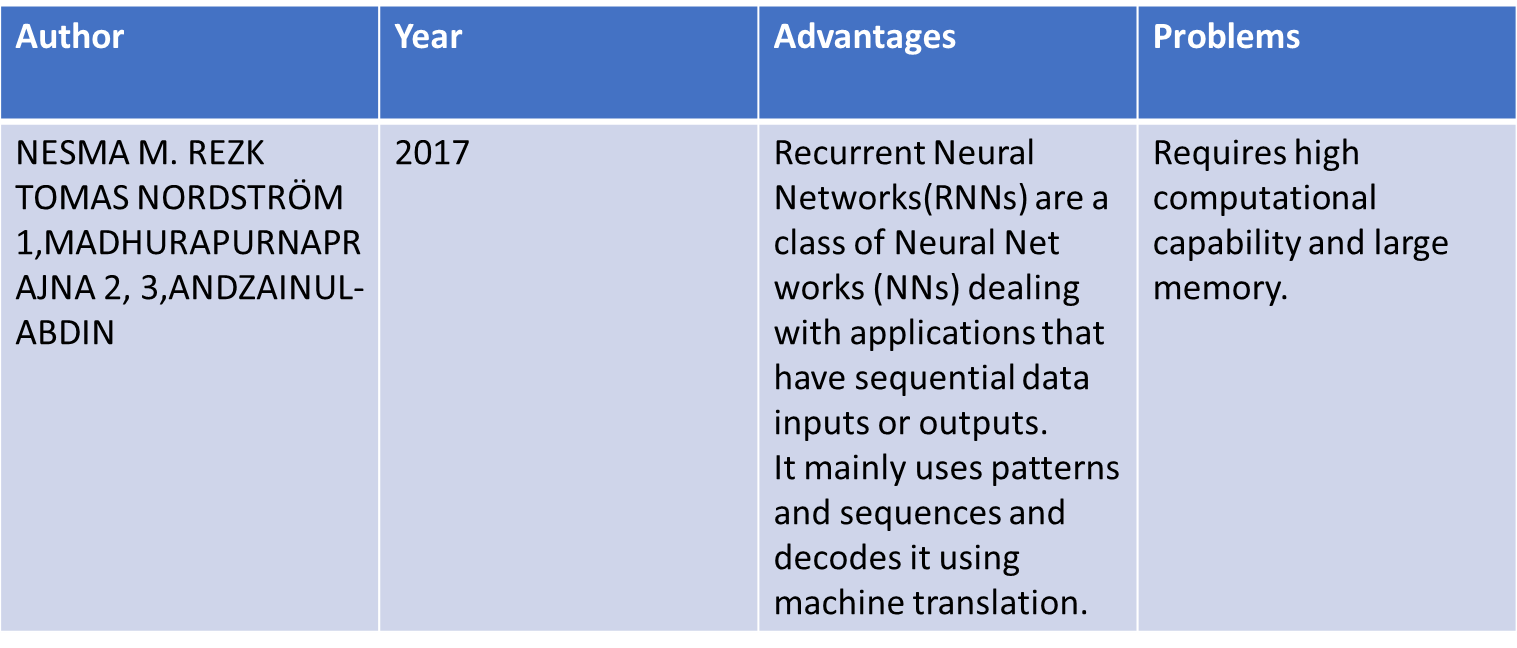 Author
Year
Advantages
Problems
NESMA M. REZK
TOMAS NORDSTRÖM
1,MADHURAPURNAPR
AJNA 2, 3,ANDZAINUL-
ABDIN
2017
Recurrent Neural
Networks(RNNs) are a
class of Neural Net
works (NNs) dealing
with applications that
have sequential data
inputs or outputs.
It mainly uses patterns
and sequences and
decodes it using
machine translation.
Requires high
computational
capability and large
memory.